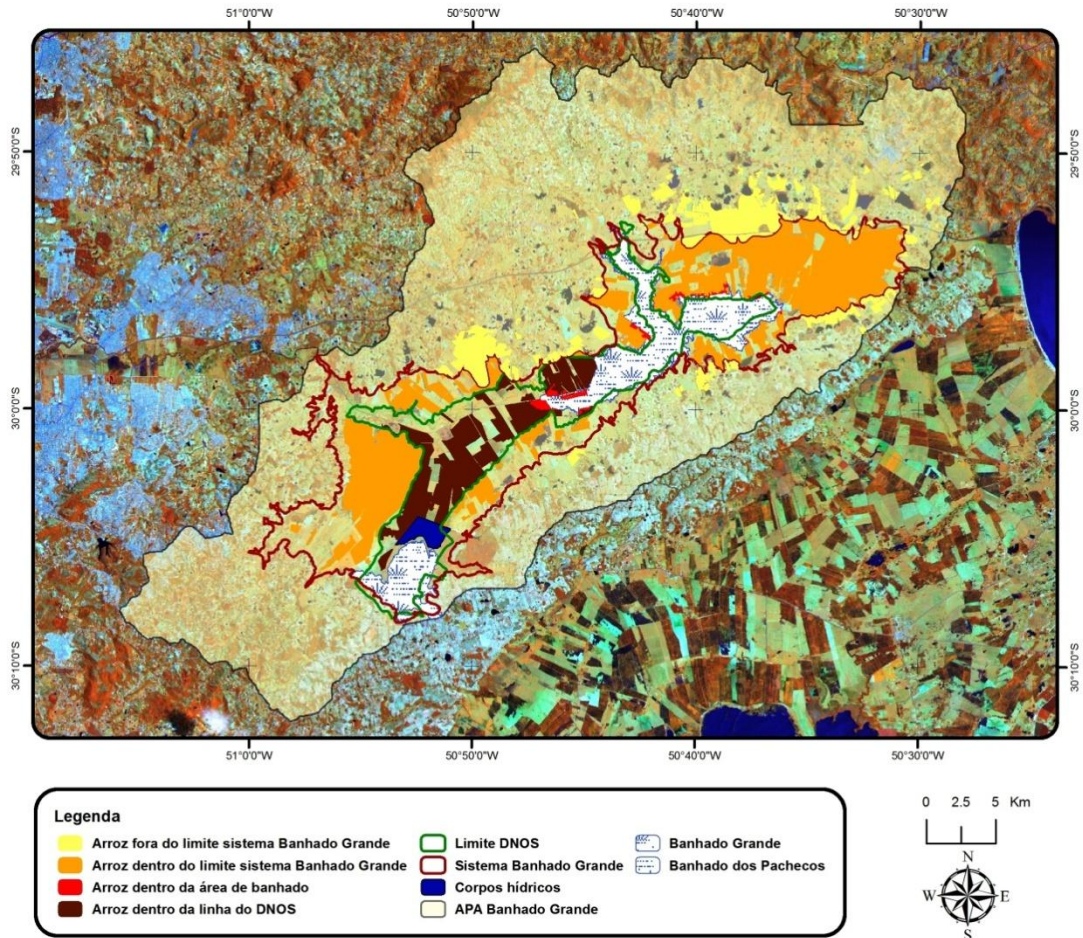 51°0'0"W 50°50'0"W 50°40'0"W 50°30'0"W
29°50'0"S 29°50'0"S
30°0'0"S 30°0'0"S
30°10'0"S 30°10'0"S
51°0'0"W 50°50'0"W 50°40'0"W 50°30'0"W
Legenda
Arroz fora do limite sistema Banhado Grande
Arroz dentro do limite sistema Banhado Grande
Arroz dentro da área de banhado
Arroz dentro da linha do DNOS
Limite DNOS
Sistema Banhado Grande
Corpos hídricos
APA Banhado Grande
Banhado Grande
Banhado dos Pachecos
0 2.5 5 Km
N
W E
S